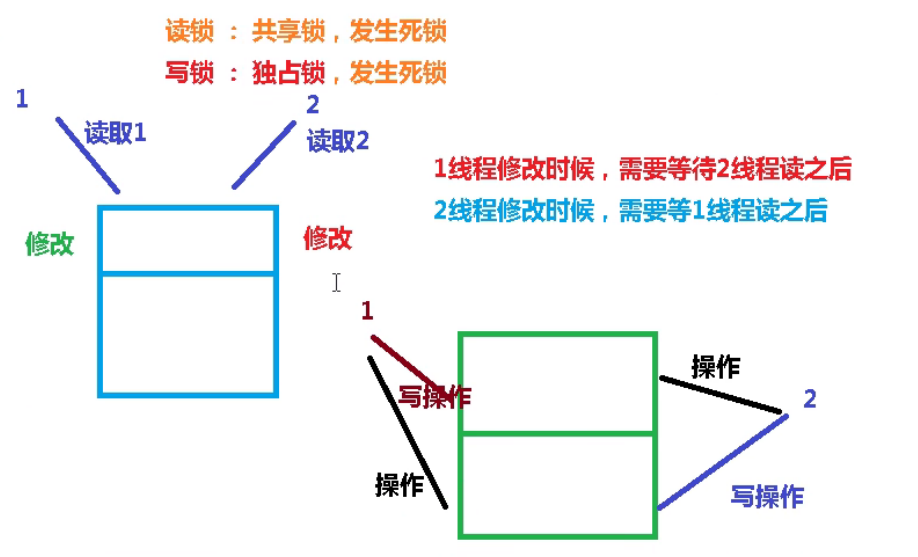 读锁 : 共享锁，发生死锁
写锁 : 独占锁，发生死锁
1
2
读取1
读取2
1线程修改时候，需要等待2线程读之后
2线程修改时候，需要等1线程读之后
修改
修改
1
写操作
操作
操作
2
写操作